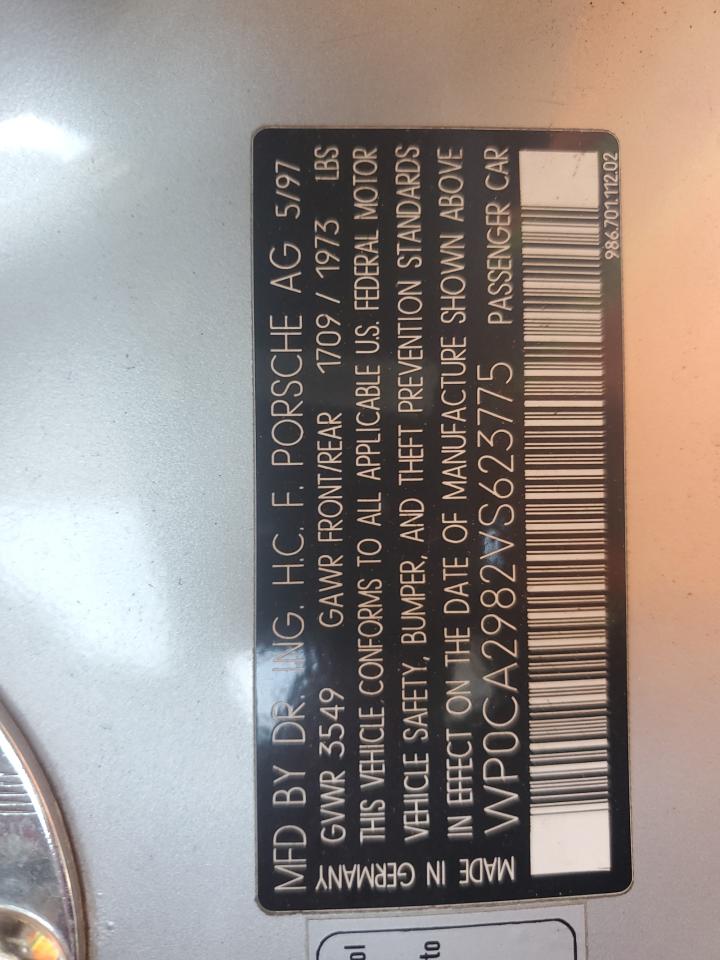 MFD BY DR. ING. H.C. F. PORSCHE AG 5/97
GVWR 3549 GAWR FRONT/REAR 1709 / 1973 LBS
THIS VEHICLE CONFORMS TO ALL APPLICABLE U.S. FEDERAL MOTOR
VEHICLE SAFETY, BUMPER, AND THEFT PREVENTION STANDARDS
IN EFFECT ON THE DATE OF MANUFACTURE SHOWN ABOVE
WP0CA2982VS623775 PASSENGER CAR
MADE IN GERMANY
986.701.112.02